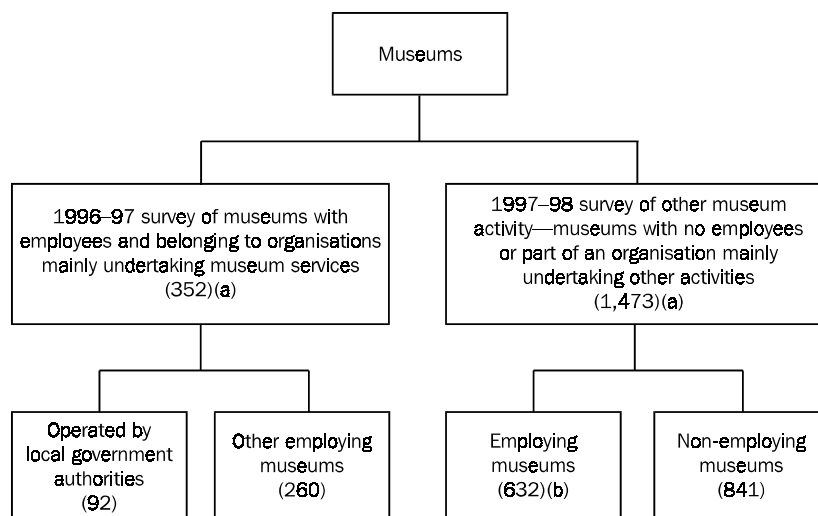 Museums
1996–97 survey of museums with
employees and belonging to organisations
mainly undertaking museum services
(352)(a)
1997–98 survey of other museum
activity—museums with no employees
or part of an organisation mainly
undertaking other activities
(1,473)(a)
Operated by
local government
authorities
(92)
Other employing
museums
(260)
Employing
museums
(632)(b)
Non-employing
museums
(841)